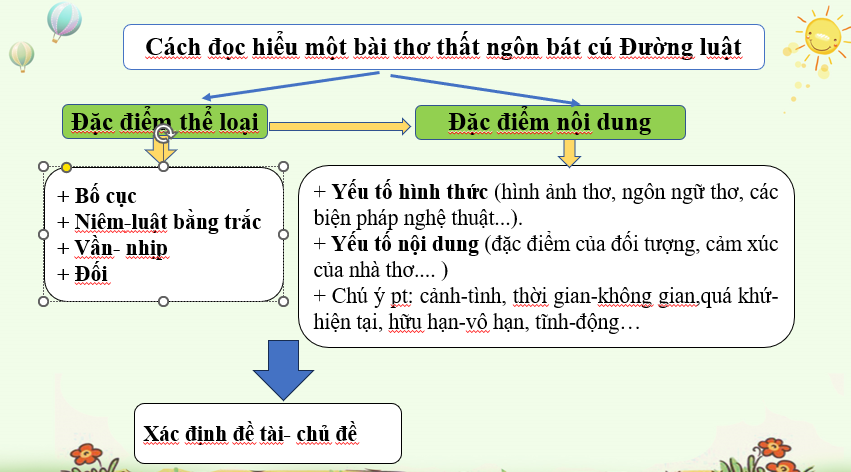 Cách đọc hiểu một bài thơ thất ngôn bát cú Đường luật
Đặc điểm thể loại
Đặc điểm nội dung
+ Bố cục
+ Niêm-luật bằng trắc
+ Vần- nhịp
+ Đối
+ Yếu tố hình thức (hình ảnh thơ, ngôn ngữ thơ, các
biện pháp nghệ thuật...).
+ Yếu tố nội dung (đặc điểm của đối tượng, cảm xúc
của nhà thơ.... )
+ Chú ý pt: cảnh-tình, thời gian-không gian,quá khứ-
hiện tại, hữu hạn-vô hạn, tĩnh-động…
Xác định đề tài- chủ đề